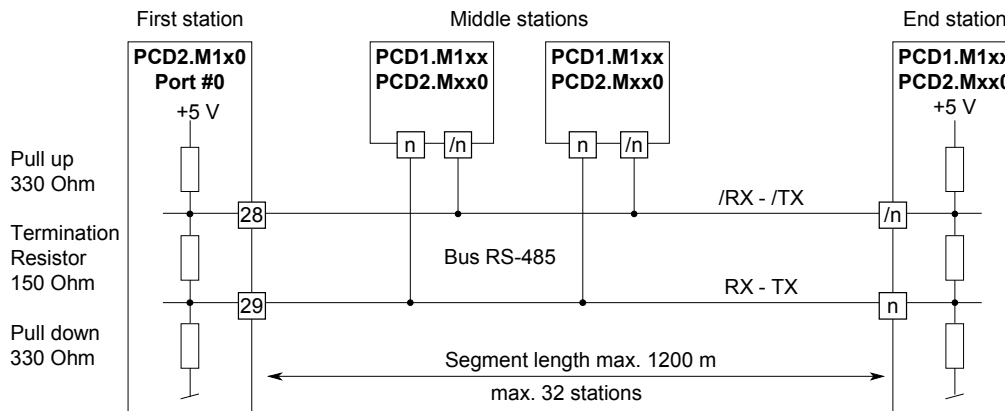 First station
Middle stations
End station
PCD2.M1x0
Port #0
+5 V
PCD1.M1xx
PCD2.Mxx0
PCD1.M1xx
PCD2.Mxx0
PCD1.M1xx
PCD2.Mxx0
+5 V
n
/n
n
/n
Pull up
330 Ohm
/RX - /TX
28
/n
Termination
Resistor
150 Ohm
Bus RS-485
RX - TX
29
n
Pull down
330 Ohm
Segment length max. 1200 m
max. 32 stations